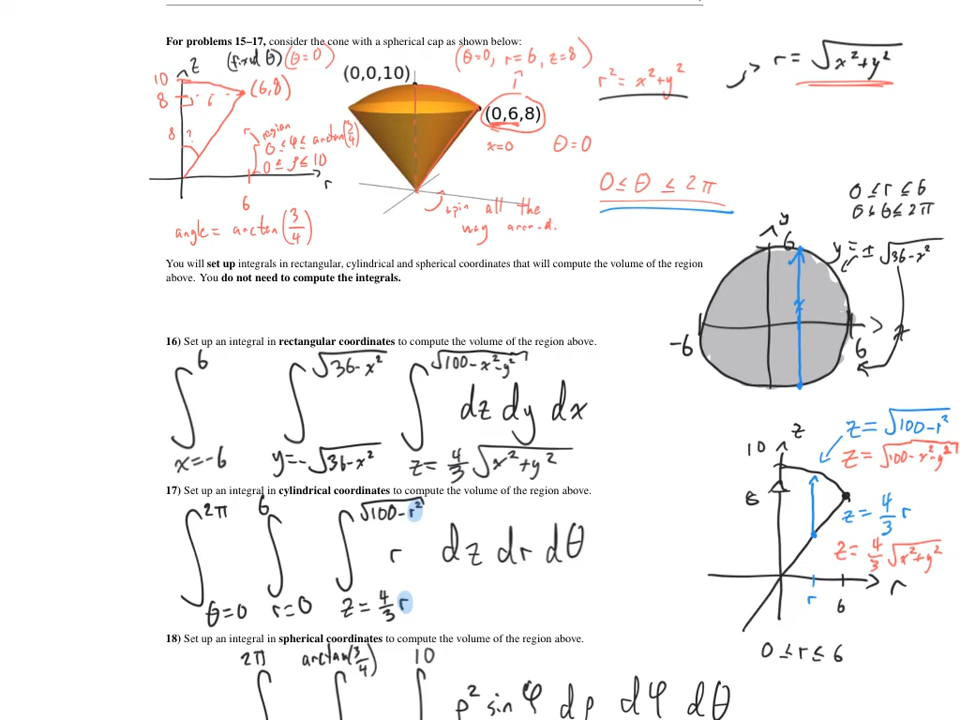 For problems 15–17, consider the cone with a spherical cap as shown below:
z (fixed θ) (θ=0)
10
8
6
(6,8)
8
?
region
0 ≤ φ ≤ arctan(3/4)
0 ≤ ρ ≤ 10
r
6
angle = arctan(3/4)
(0,0,10)
(θ=0, r=6, z=8)
(0,6,8)
x=0
θ=0
spin all the
way around.
r² = x²+y²
r = √(x²+y²)
0 ≤ θ ≤ 2π
0 ≤ r ≤ 6
0 ≤ θ ≤ 2π
You will set up integrals in rectangular, cylindrical and spherical coordinates that will compute the volume of the region
above. You do not need to compute the integrals.
y
6
y = ± √(36-x²)
-6
6
x
16) Set up an integral in rectangular coordinates to compute the volume of the region above.
∫_{x=-6}^{6} ∫_{y=-√(36-x²)}^{√(36-x²)} ∫_{z=4/3 √(x²+y²)}^{√(100-x²-y²)} dz dy dx
17) Set up an integral in cylindrical coordinates to compute the volume of the region above.
∫_{θ=0}^{2π} ∫_{r=0}^{6} ∫_{z=4/3 r}^{√(100-r²)} r dz dr dθ
z
10
8
z = √(100-r²)
z = √(100-x²-y²)
z = 4/3 r
z = 4/3 √(x²+y²)
r
6
r
0 ≤ r ≤ 6
18) Set up an integral in spherical coordinates to compute the volume of the region above.
∫^{2π} ∫^{arctan(3/4)} ∫^{10} ρ² sin φ dρ dφ dθ